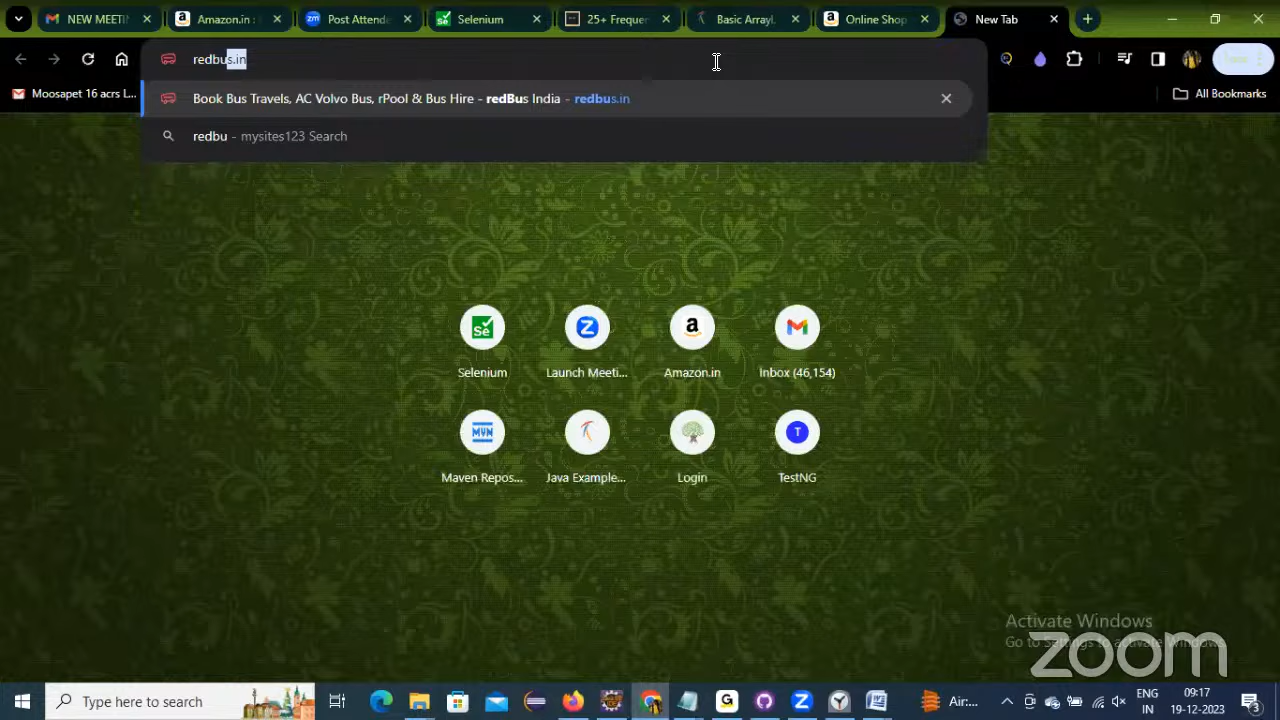 NEW MEETI
Amazon.in :
Post Attende
Selenium
25+ Frequen
Basic ArrayL
Online Shop
New Tab
redbus.in
Book Bus Travels, AC Volvo Bus, rPool & Bus Hire - redBus India - redbus.in
redbu - mysites123 Search
Moosapet 16 acrs L...
All Bookmarks
Selenium
Launch Meeti...
Amazon.in
Inbox (46,154)
Maven Repos...
Java Example...
Login
TestNG
Activate Windows
Go to Settings to activate Windows.
zoom
Type here to search
Air...
ENG
IN
09:17
19-12-2023
3